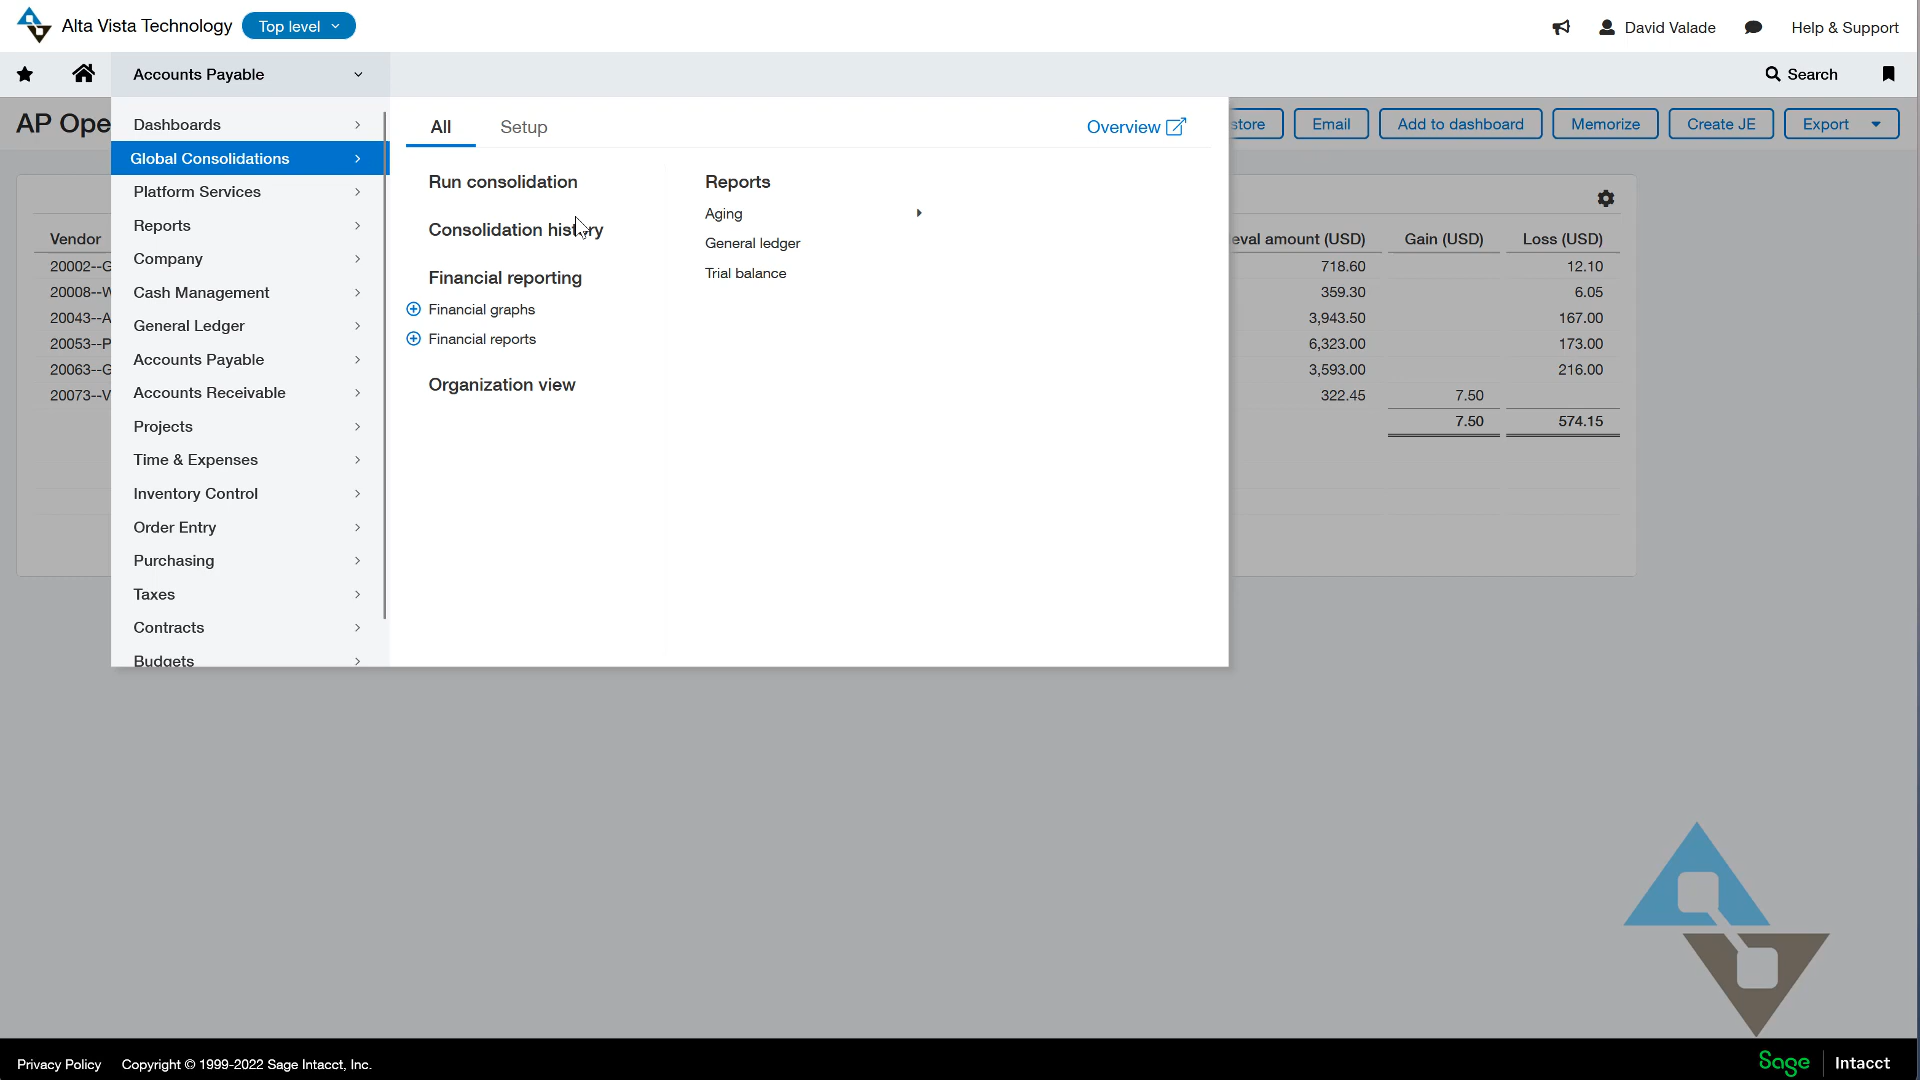 Alta Vista Technology
Top level
David Valade
Help & Support
Accounts Payable
Search
AP Ope
store
Email
Add to dashboard
Memorize
Create JE
Export
Dashboards
Global Consolidations
Platform Services
Reports
Company
Cash Management
General Ledger
Accounts Payable
Accounts Receivable
Projects
Time & Expenses
Inventory Control
Order Entry
Purchasing
Taxes
Contracts
Budgets
All
Setup
Overview
Run consolidation
Consolidation history
Financial reporting
Financial graphs
Financial reports
Organization view
Reports
Aging
General ledger
Trial balance
Vendor
20002--G
20008--W
20043--A
20053--P
20063--G
20073--V
eval amount (USD) Gain (USD) Loss (USD)
718.60 12.10
359.30 6.05
3,943.50 167.00
6,323.00 173.00
3,593.00 216.00
322.45 7.50
7.50 574.15
Privacy Policy Copyright © 1999-2022 Sage Intacct, Inc.
Sage Intacct